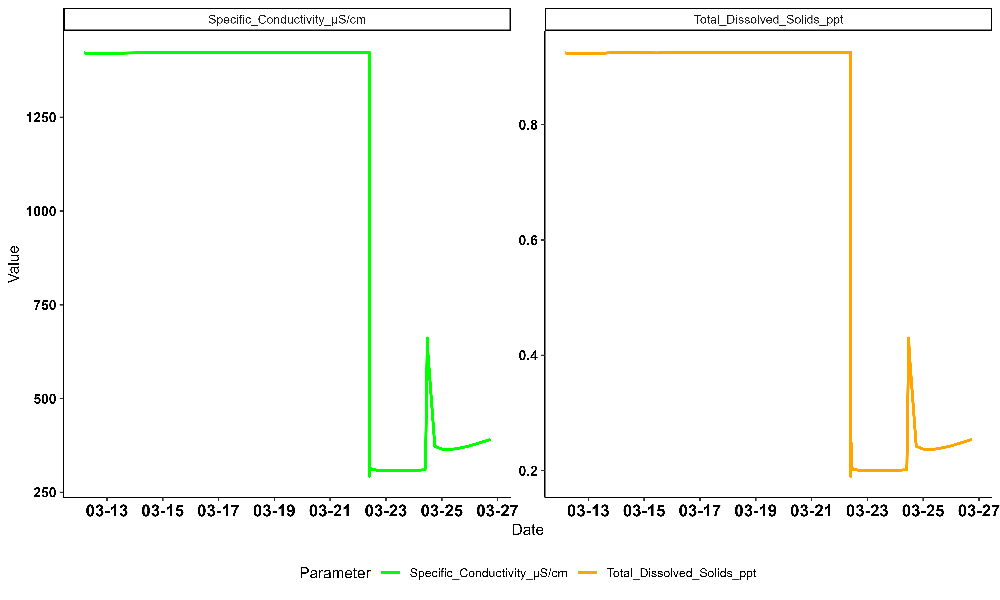 Specific_Conductivity_µS/cm
Total_Dissolved_Solids_ppt
Value
1250
1000
750
500
250
0.8
0.6
0.4
0.2
03-13 03-15 03-17 03-19 03-21 03-23 03-25 03-27
03-13 03-15 03-17 03-19 03-21 03-23 03-25 03-27
Date
Parameter Specific_Conductivity_µS/cm Total_Dissolved_Solids_ppt